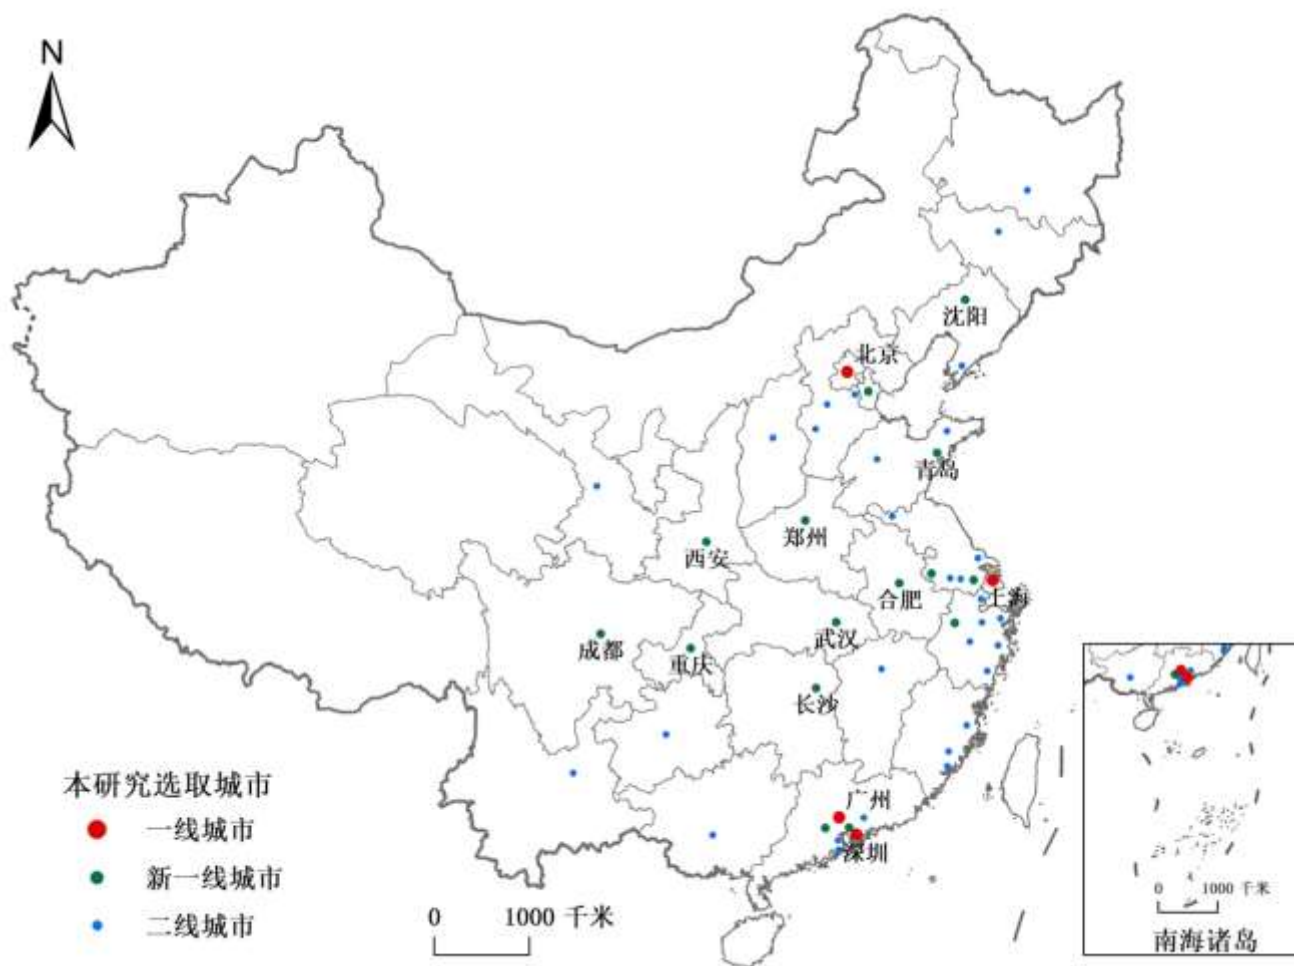 N
沈阳
北京
青岛
郑州
西安
合肥
上海
武汉
成都
重庆
长沙
广州
深圳
本研究选取城市
一线城市
新一线城市
二线城市
0 1000 千米
0 1000 千米
南海诸岛